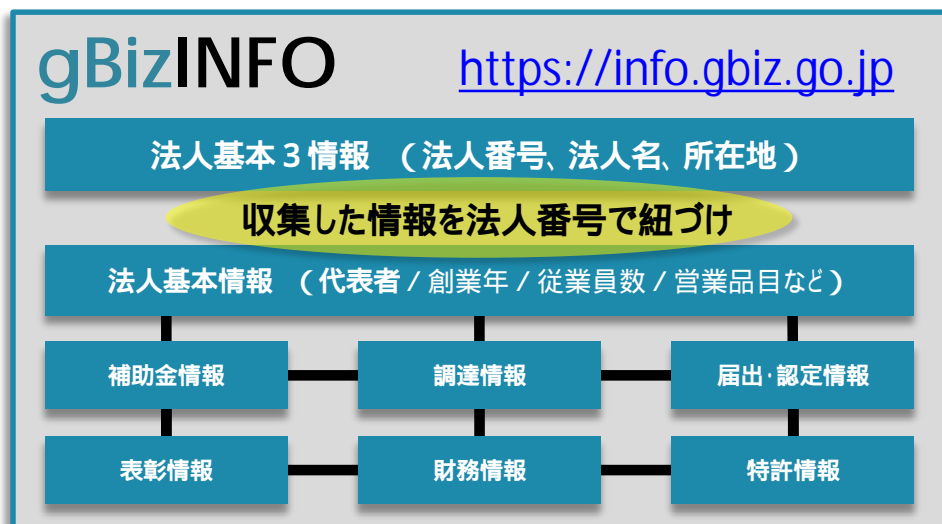 gBizINFO https://info.gbiz.go.jp
法人基本３情報 （法人番号、法人名、所在地）
収集した情報を法人番号で紐づけ
法人基本情報 （代表者 / 創業年 / 従業員数 / 営業品目など）
補助金情報 調達情報 届出・認定情報
表彰情報 財務情報 特許情報